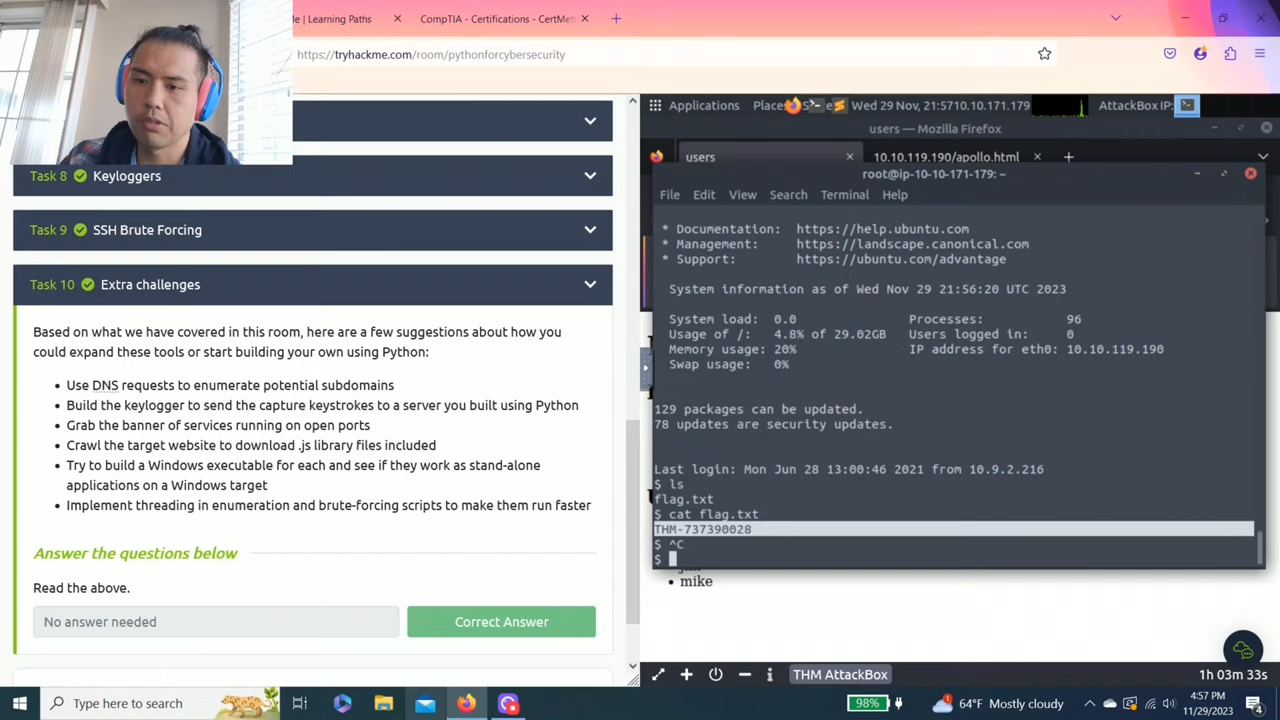 e | Learning Paths
CompTIA - Certifications - CertMet
https://tryhackme.com/room/pythonforcybersecurity
Task 8 Keyloggers
Task 9 SSH Brute Forcing
Task 10 Extra challenges
Based on what we have covered in this room, here are a few suggestions about how you
could expand these tools or start building your own using Python:
Use DNS requests to enumerate potential subdomains
Build the keylogger to send the capture keystrokes to a server you built using Python
Grab the banner of services running on open ports
Crawl the target website to download .js library files included
Try to build a Windows executable for each and see if they work as stand-alone
applications on a Windows target
Implement threading in enumeration and brute-forcing scripts to make them run faster
Answer the questions below
Read the above.
No answer needed
Correct Answer
Applications Place Wed 29 Nov, 21:57 10.10.171.179 AttackBox IP:
users — Mozilla Firefox
users
10.10.119.190/apollo.html
root@ip-10-10-171-179: ~
File Edit View Search Terminal Help
* Documentation: https://help.ubuntu.com
* Management: https://landscape.canonical.com
* Support: https://ubuntu.com/advantage
System information as of Wed Nov 29 21:56:20 UTC 2023
System load: 0.0 Processes: 96
Usage of /: 4.8% of 29.02GB Users logged in: 0
Memory usage: 20% IP address for eth0: 10.10.119.190
Swap usage: 0%
129 packages can be updated.
78 updates are security updates.
Last login: Mon Jun 28 13:00:46 2021 from 10.9.2.216
$ ls
flag.txt
$ cat flag.txt
THM-737390028
$ ^C
$
mike
THM AttackBox
1h 03m 33s
Type here to search
98%
64°F Mostly cloudy
4:57 PM
11/29/2023
4